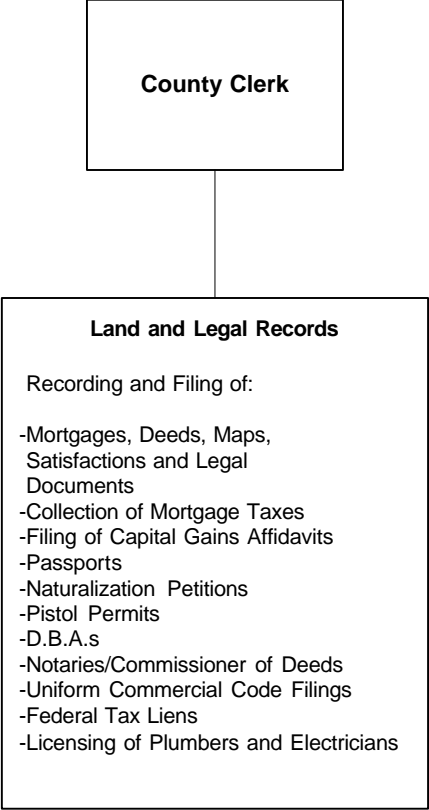 County Clerk
Land and Legal Records
Recording and Filing of:
-Mortgages, Deeds, Maps,
Satisfactions and Legal
Documents
-Collection of Mortgage Taxes
-Filing of Capital Gains Affidavits
-Passports
-Naturalization Petitions
-Pistol Permits
-D.B.A.s
-Notaries/Commissioner of Deeds
-Uniform Commercial Code Filings
-Federal Tax Liens
-Licensing of Plumbers and Electricians